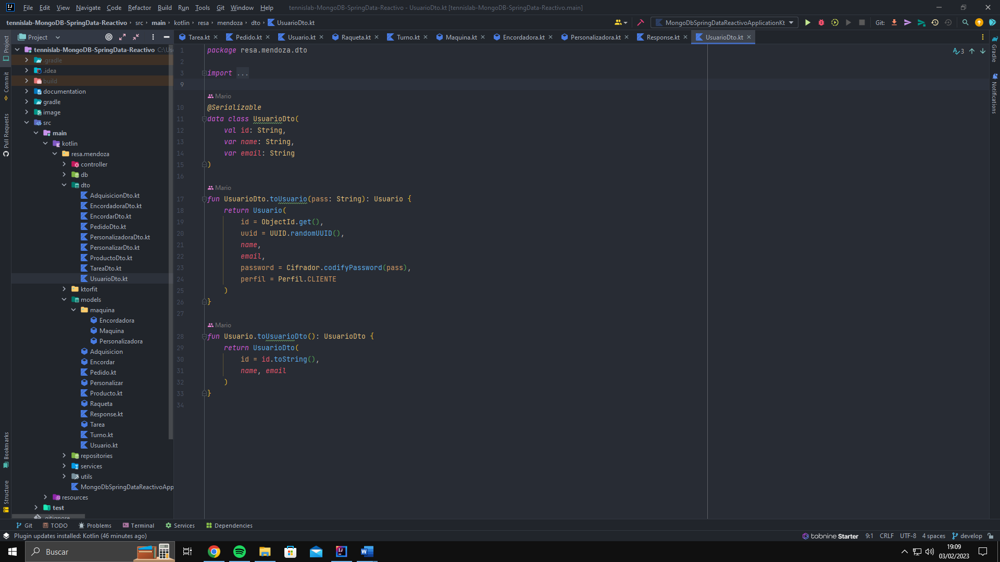 File Edit View Navigate Code Refactor Build Run Tools Git Window Help tennislab-MongoDB-SpringData-Reactivo - UsuarioDto.kt [tennislab-MongoDB-SpringData-Reactivo.main]
tennislab-MongoDB-SpringData-Reactivo src main kotlin resa mendoza dto UsuarioDto.kt MongoDbSpringDataReactivoApplicationKt Git:
Project Tarea.kt Pedido.kt Usuario.kt Raqueta.kt Turno.kt Maquina.kt Encordadora.kt Personalizadora.kt Response.kt UsuarioDto.kt
Project
Commit
Pull Requests
Bookmarks
Structure
tennislab-MongoDB-SpringData-Reactivo C:\Us
.gradle
.idea
build
documentation
gradle
image
src
main
kotlin
resa.mendoza
controller
db
dto
AdquisicionDto.kt
EncordadoraDto.kt
EncordarDto.kt
PedidoDto.kt
PersonalizadoraDto.kt
PersonalizarDto.kt
ProductoDto.kt
TareaDto.kt
UsuarioDto.kt
ktorfit
models
maquina
Encordadora
Maquina
Personalizadora
Adquisicion
Encordar
Pedido.kt
Personalizar
Producto.kt
Raqueta
Response.kt
Tarea
Turno.kt
Usuario.kt
repositories
services
utils
MongoDbSpringDataReactivoApp
resources
test
.gitignore
1 package resa.mendoza.dto
2
3 import ...
9
Mario
10 @Serializable
11 data class UsuarioDto(
12 val id: String,
13 var name: String,
14 var email: String
15 )
16
Mario
17 fun UsuarioDto.toUsuario(pass: String): Usuario {
18 return Usuario(
19 id = ObjectId.get(),
20 uuid = UUID.randomUUID(),
21 name,
22 email,
23 password = Cifrador.codifyPassword(pass),
24 perfil = Perfil.CLIENTE
25 )
26 }
27
Mario
28 fun Usuario.toUsuarioDto(): UsuarioDto {
29 return UsuarioDto(
30 id = id.toString(),
31 name, email
32 )
33 }
34
3
Gradle
Notifications
Git TODO Problems Terminal Services Dependencies
Plugin updates installed: Kotlin (46 minutes ago) tabnine Starter 9:1 CRLF UTF-8 4 spaces develop
Buscar
19:09
03/02/2023